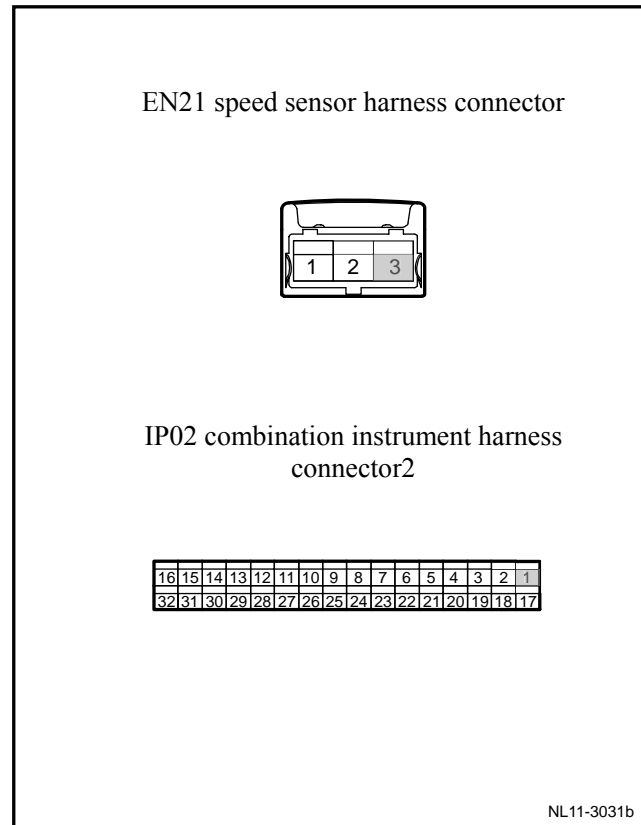 EN21 speed sensor harness connector
1 2 3
IP02 combination instrument harness
connector2
16 15 14 13 12 11 10 9 8 7 6 5 4 3 2 1
32 31 30 29 28 27 26 25 24 23 22 21 20 19 18 17
NL11-3031b